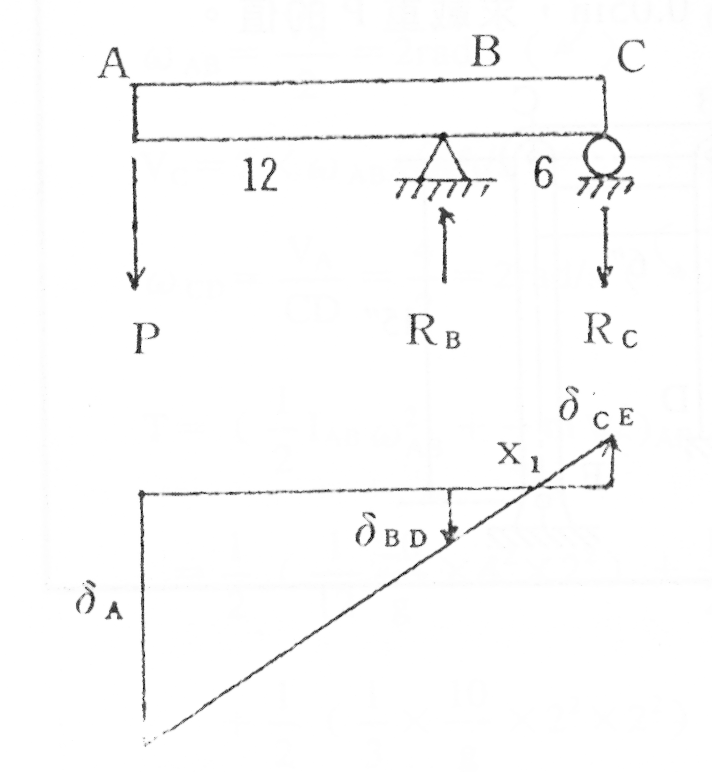 A B C
12 6
P R_B R_C
δ_CE
X_1
δ_BD
δ_A